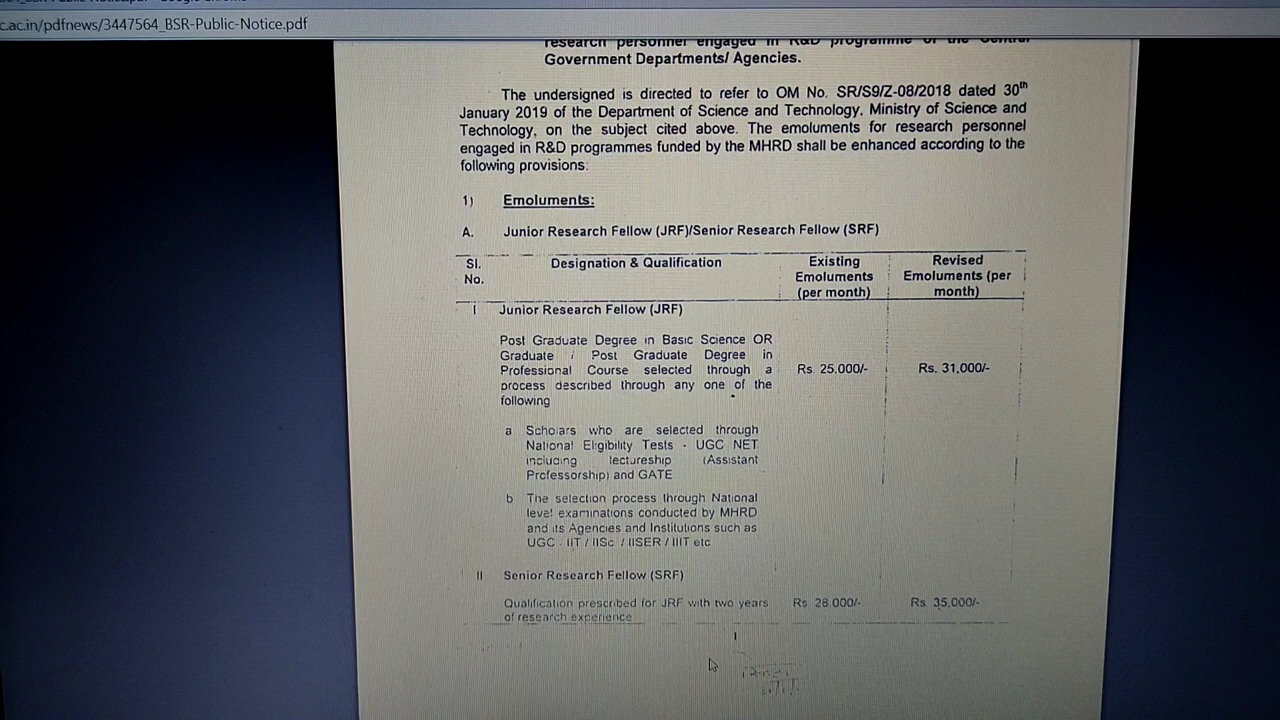 c.ac.in/pdfnews/3447564_BSR-Public-Notice.pdf
research personnel engaged in R&D programme of the Central
Government Departments/ Agencies.
The undersigned is directed to refer to OM No. SR/S9/Z-08/2018 dated 30th
January 2019 of the Department of Science and Technology, Ministry of Science and
Technology, on the subject cited above. The emoluments for research personnel
engaged in R&D programmes funded by the MHRD shall be enhanced according to the
following provisions:
1) Emoluments:
A. Junior Research Fellow (JRF)/Senior Research Fellow (SRF)
Sl. No.
Designation & Qualification
Existing Emoluments (per month)
Revised Emoluments (per month)
I Junior Research Fellow (JRF)
Post Graduate Degree in Basic Science OR
Graduate / Post Graduate Degree in
Professional Course selected through a
process described through any one of the
following
Rs. 25,000/- Rs. 31,000/-
a Scholars who are selected through
National Eligibility Tests - UGC NET
including lectureship (Assistant
Professorship) and GATE
b The selection process through National
level examinations conducted by MHRD
and its Agencies and Institutions such as
UGC - IIT / IISc / IISER / IIIT etc
II Senior Research Fellow (SRF)
Qualification prescribed for JRF with two years Rs. 28,000/- Rs. 35,000/-
of research experience